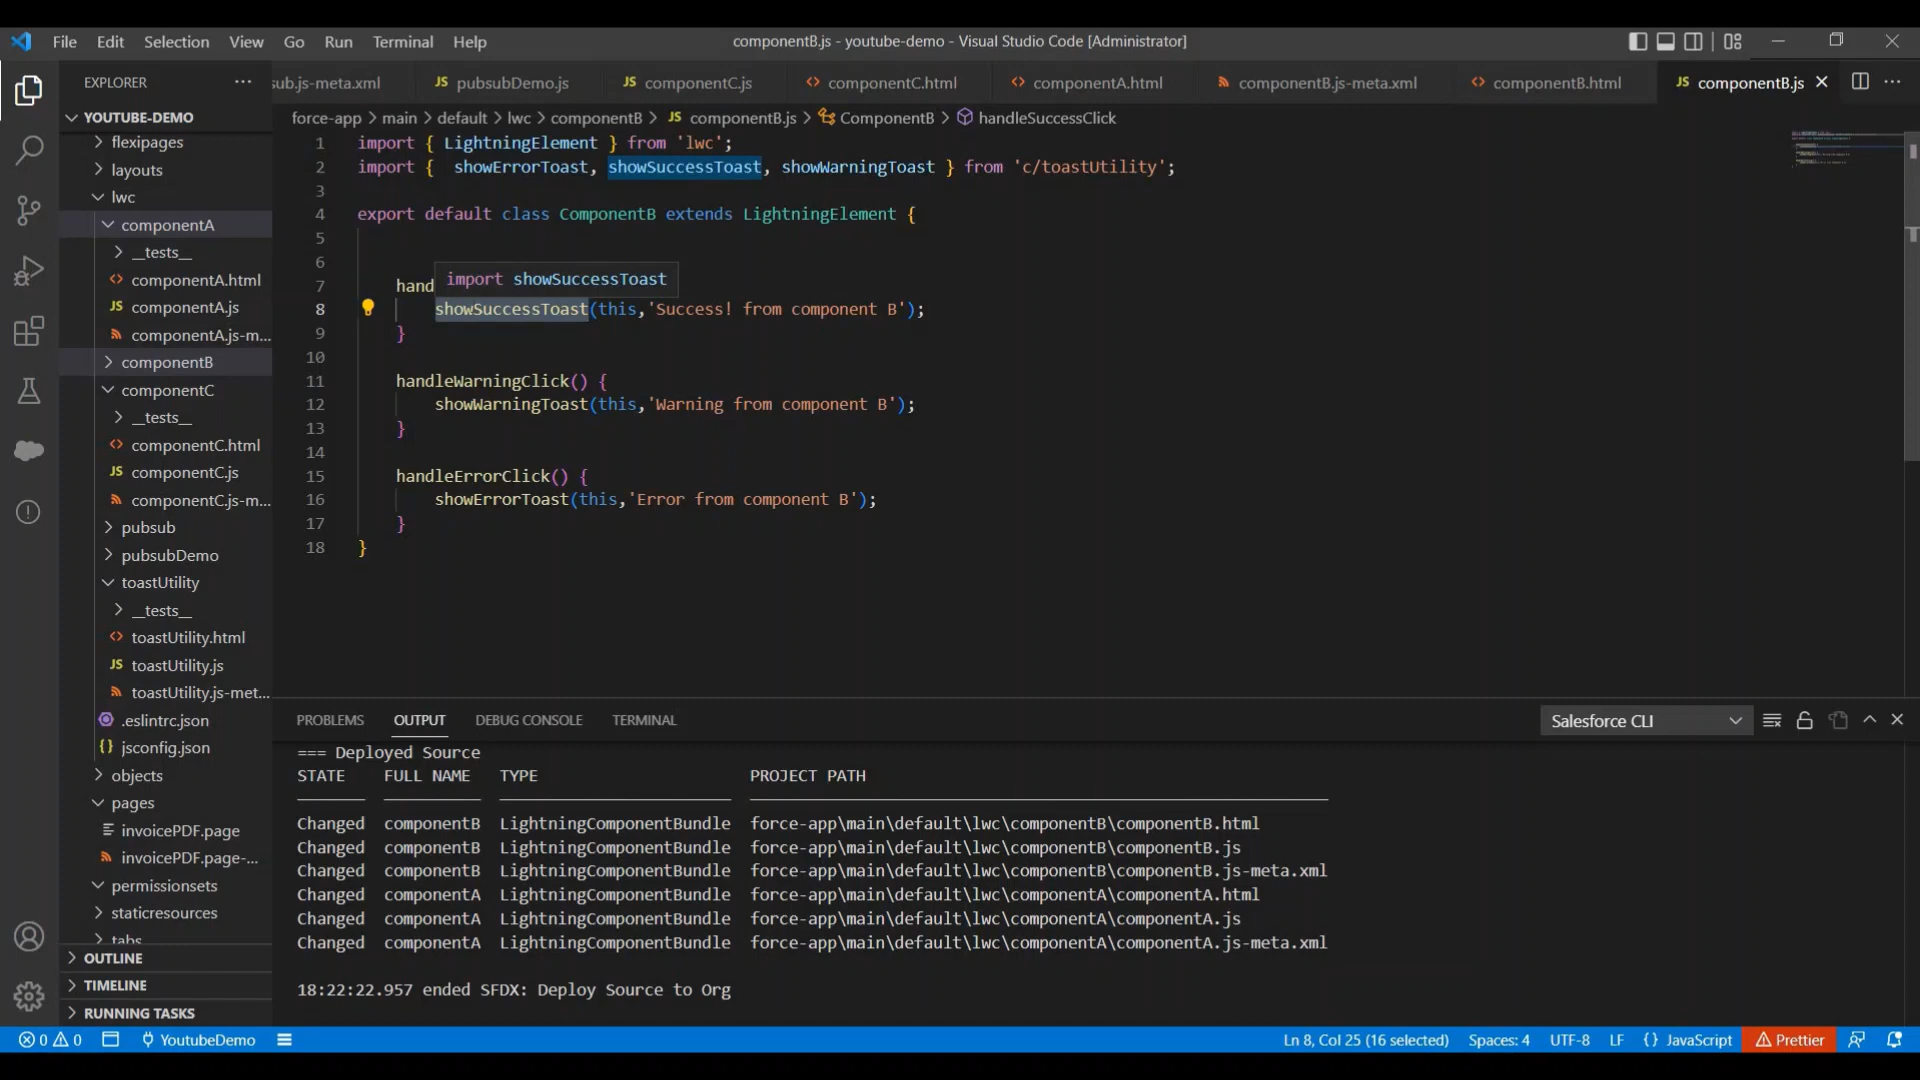 File Edit Selection View Go Run Terminal Help
componentB.js - youtube-demo - Visual Studio Code [Administrator]
EXPLORER
sub.js-meta.xml
JS pubsubDemo.js
JS componentC.js
<> componentC.html
<> componentA.html
componentB.js-meta.xml
<> componentB.html
JS componentB.js
YOUTUBE-DEMO
flexipages
layouts
lwc
componentA
__tests__
<> componentA.html
JS componentA.js
componentA.js-m...
componentB
componentC
__tests__
<> componentC.html
JS componentC.js
componentC.js-m...
pubsub
pubsubDemo
toastUtility
__tests__
<> toastUtility.html
JS toastUtility.js
toastUtility.js-met...
.eslintrc.json
{} jsconfig.json
objects
pages
invoicePDF.page
invoicePDF.page-...
permissionsets
staticresources
tabs
OUTLINE
TIMELINE
RUNNING TASKS
force-app > main > default > lwc > componentB > JS componentB.js > ComponentB > handleSuccessClick
1 import { LightningElement } from 'lwc';
2 import {  showErrorToast, showSuccessToast, showWarningToast } from 'c/toastUtility';
3
4 export default class ComponentB extends LightningElement {
5
6
import showSuccessToast
7 hand
8 showSuccessToast(this,'Success! from component B');
9 }
10
11 handleWarningClick() {
12 showWarningToast(this,'Warning from component B');
13 }
14
15 handleErrorClick() {
16 showErrorToast(this,'Error from component B');
17 }
18 }
PROBLEMS OUTPUT DEBUG CONSOLE TERMINAL
Salesforce CLI
=== Deployed Source
STATE FULL NAME TYPE PROJECT PATH
Changed componentB LightningComponentBundle force-app\main\default\lwc\componentB\componentB.html
Changed componentB LightningComponentBundle force-app\main\default\lwc\componentB\componentB.js
Changed componentB LightningComponentBundle force-app\main\default\lwc\componentB\componentB.js-meta.xml
Changed componentA LightningComponentBundle force-app\main\default\lwc\componentA\componentA.html
Changed componentA LightningComponentBundle force-app\main\default\lwc\componentA\componentA.js
Changed componentA LightningComponentBundle force-app\main\default\lwc\componentA\componentA.js-meta.xml
18:22:22.957 ended SFDX: Deploy Source to Org
0 0 YoutubeDemo
Ln 8, Col 25 (16 selected) Spaces: 4 UTF-8 LF {} JavaScript Prettier